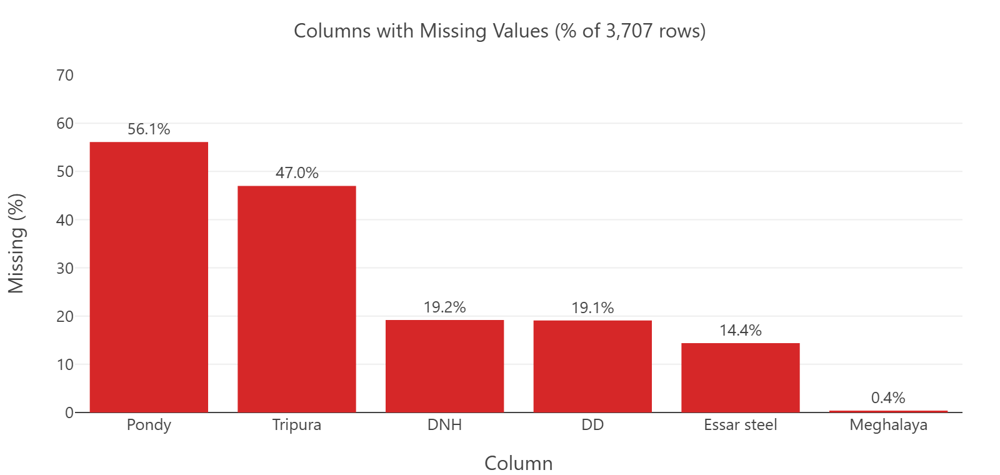 Columns with Missing Values (% of 3,707 rows)
70
60
50
40
30
20
10
0
Missing (%)
56.1%
47.0%
19.2%
19.1%
14.4%
0.4%
Pondy
Tripura
DNH
DD
Essar steel
Meghalaya
Column